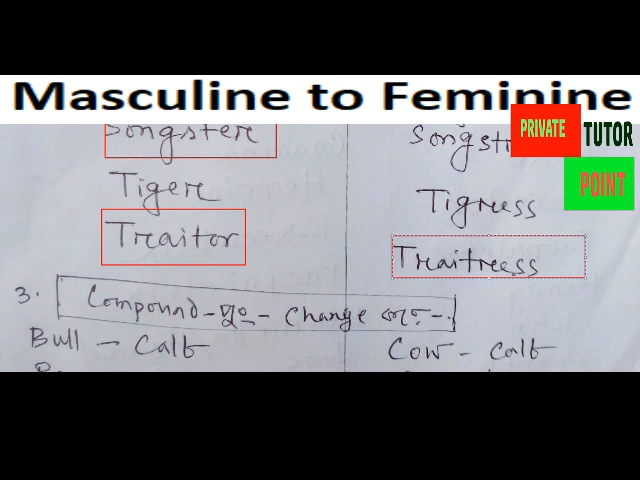 Masculine to Feminine
PRIVATE TUTOR
POINT
Songster
Tiger Tigress
Traitor Traitress
3. Compound - change
Bull - Calf Cow - Calf